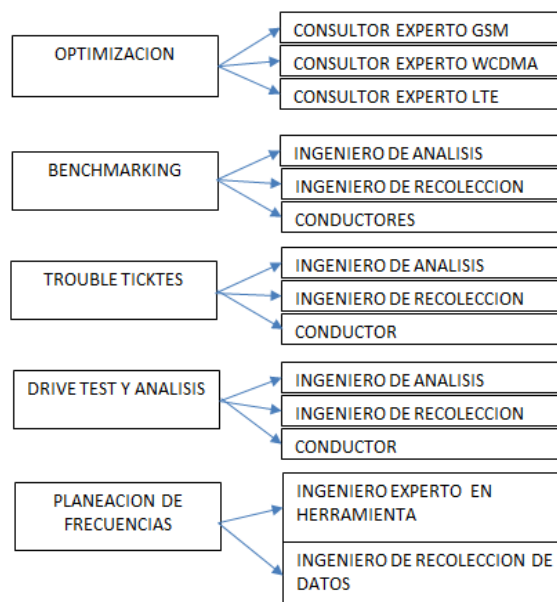 OPTIMIZACION
CONSULTOR EXPERTO GSM
CONSULTOR EXPERTO WCDMA
CONSULTOR EXPERTO LTE
BENCHMARKING
INGENIERO DE ANALISIS
INGENIERO DE RECOLECCION
CONDUCTORES
TROUBLE TICKTES
INGENIERO DE ANALISIS
INGENIERO DE RECOLECCION
CONDUCTOR
DRIVE TEST Y ANALISIS
INGENIERO DE ANALISIS
INGENIERO DE RECOLECCION
CONDUCTOR
PLANEACION DE
FRECUENCIAS
INGENIERO EXPERTO EN
HERRAMIENTA
INGENIERO DE RECOLECCION DE
DATOS